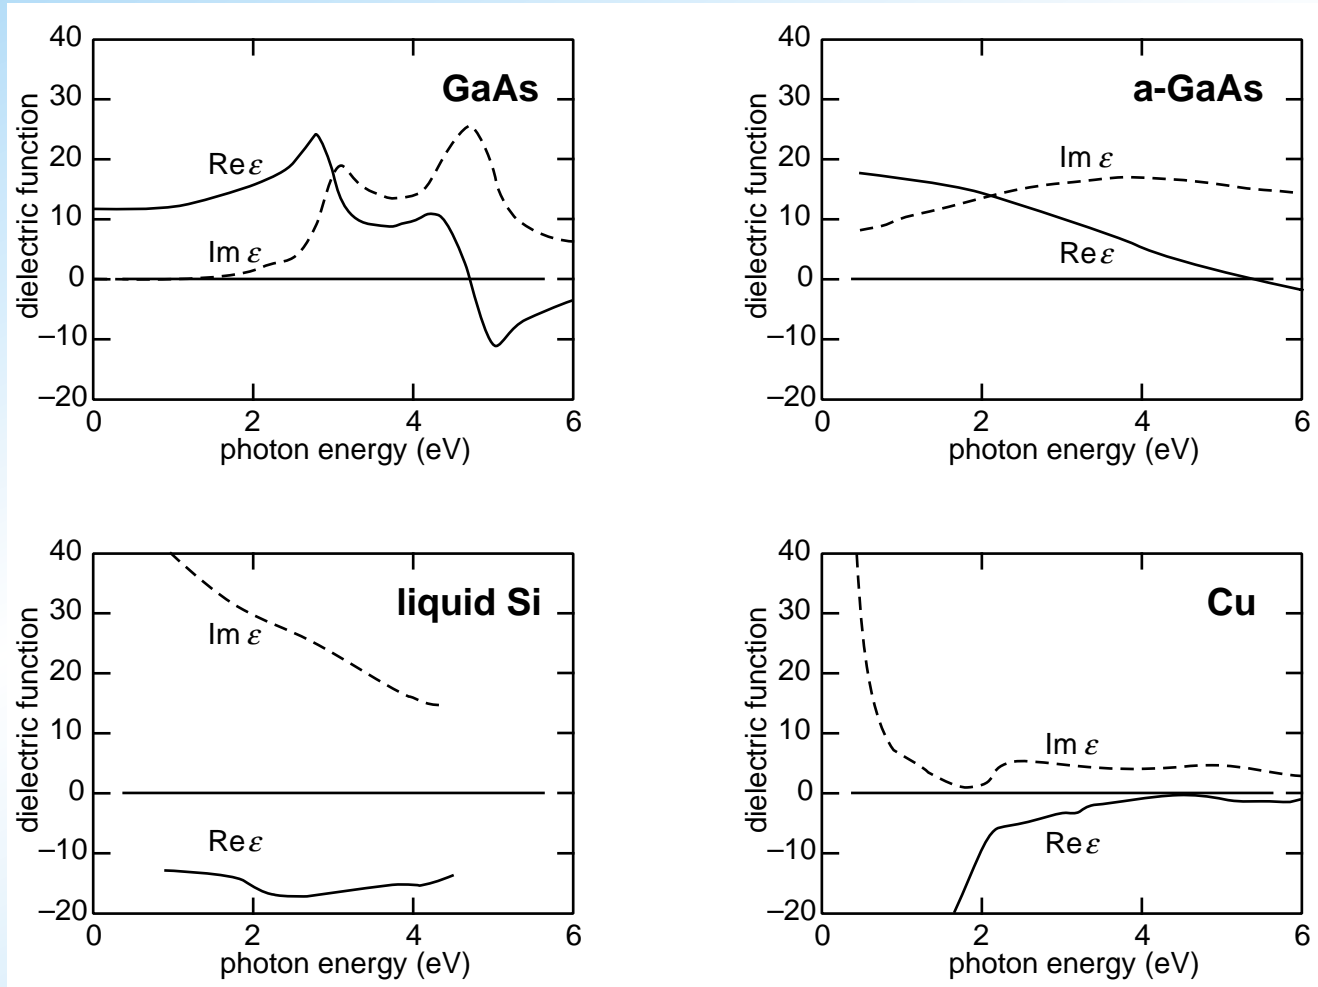 GaAs
dielectric function
40
30
20
10
0
–10
–20
Re ε
Im ε
0 2 4 6
photon energy (eV)
a-GaAs
dielectric function
40
30
20
10
0
–10
–20
Im ε
Re ε
0 2 4 6
photon energy (eV)
liquid Si
dielectric function
40
30
20
10
0
–10
–20
Im ε
Re ε
0 2 4 6
photon energy (eV)
Cu
dielectric function
40
30
20
10
0
–10
–20
Im ε
Re ε
0 2 4 6
photon energy (eV)